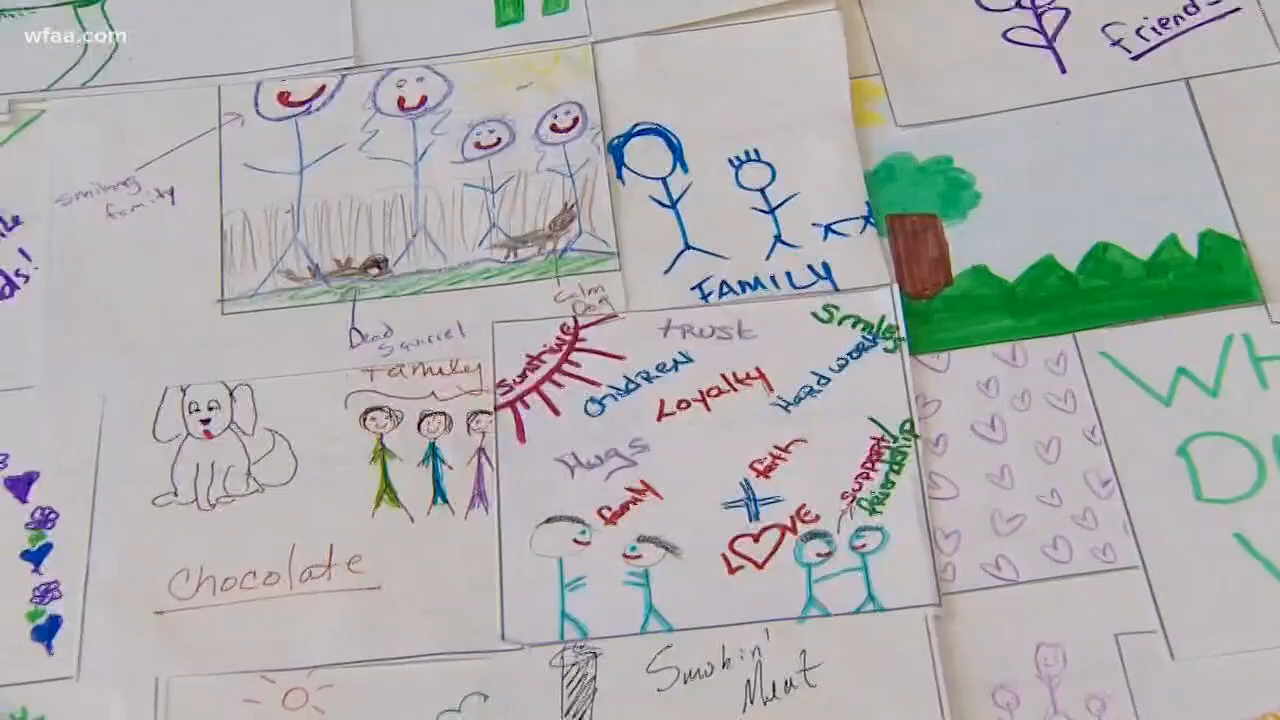 wfaa.com
friends
smiling
family
FAMILY
Calm
Dog
Dead
Squirrel
Family
Sunshine
trust
Smiles
Children
Loyalty
Hard work
Hugs
family
faith
support/
friendship
LOVE
Chocolate
Smokin'
Meat